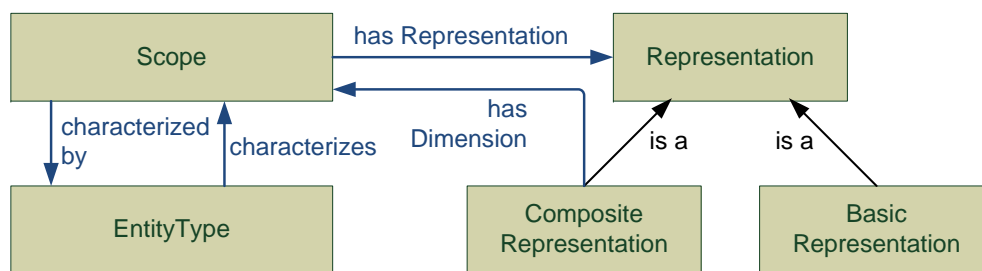 has Representation
Scope
Representation
has
Dimension
characterized
by
characterizes
is a
is a
EntityType
Composite
Representation
Basic
Representation